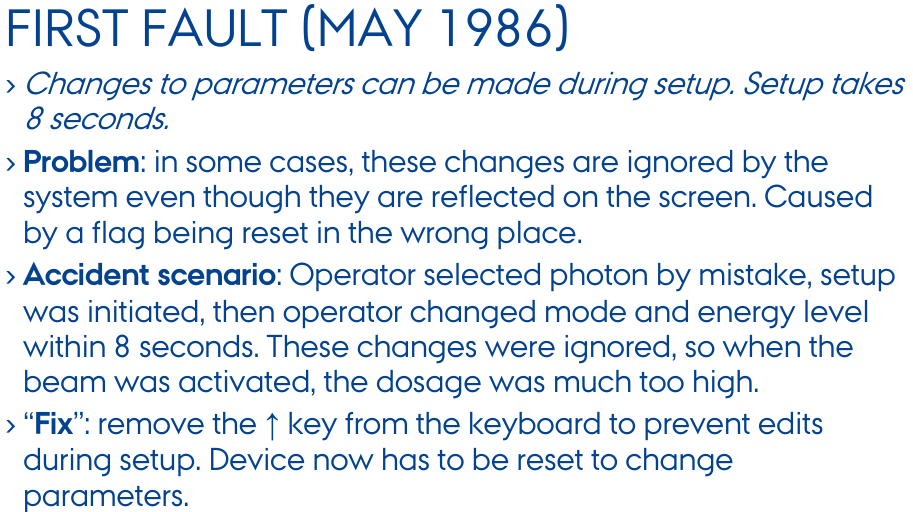 FIRST FAULT (MAY 1986)
› Changes to parameters can be made during setup. Setup takes
8 seconds.
› Problem: in some cases, these changes are ignored by the
system even though they are reflected on the screen. Caused
by a flag being reset in the wrong place.
› Accident scenario: Operator selected photon by mistake, setup
was initiated, then operator changed mode and energy level
within 8 seconds. These changes were ignored, so when the
beam was activated, the dosage was much too high.
› “Fix”: remove the ↑ key from the keyboard to prevent edits
during setup. Device now has to be reset to change
parameters.